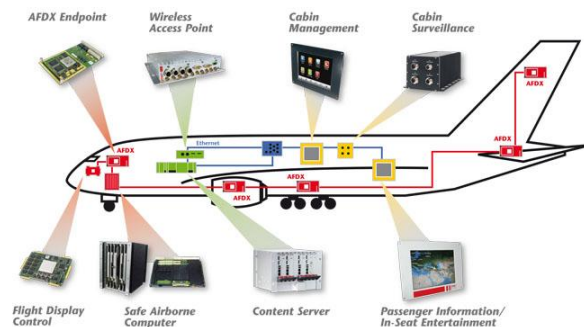 AFDX Endpoint
Wireless
Access Point
Cabin
Management
Cabin
Surveillance
AFDX
Ethernet
AFDX
AFDX
AFDX
AFDX
Flight Display
Control
Safe Airborne
Computer
Content Server
Passenger Information/
In-Seat Entertainment